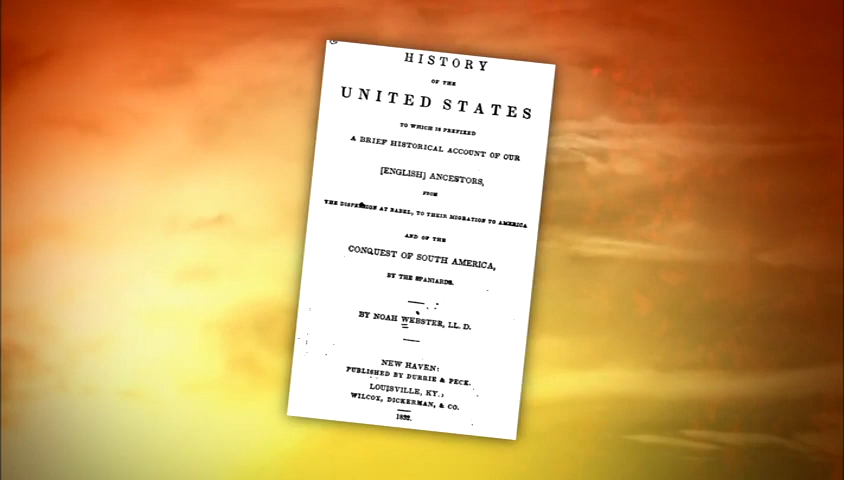 HISTORY
OF THE
UNITED STATES
TO WHICH IS PREFIXED
A BRIEF HISTORICAL ACCOUNT OF OUR
[ENGLISH] ANCESTORS,
FROM
THE DISPERSION AT BABEL, TO THEIR MIGRATION TO AMERICA
AND OF THE
CONQUEST OF SOUTH AMERICA,
BY THE SPANIARDS.
BY NOAH WEBSTER, LL. D.
NEW HAVEN:
PUBLISHED BY DURRIE & PECK.
LOUISVILLE, KY.;
WILCOX, DICKERMAN, & CO.
1832.